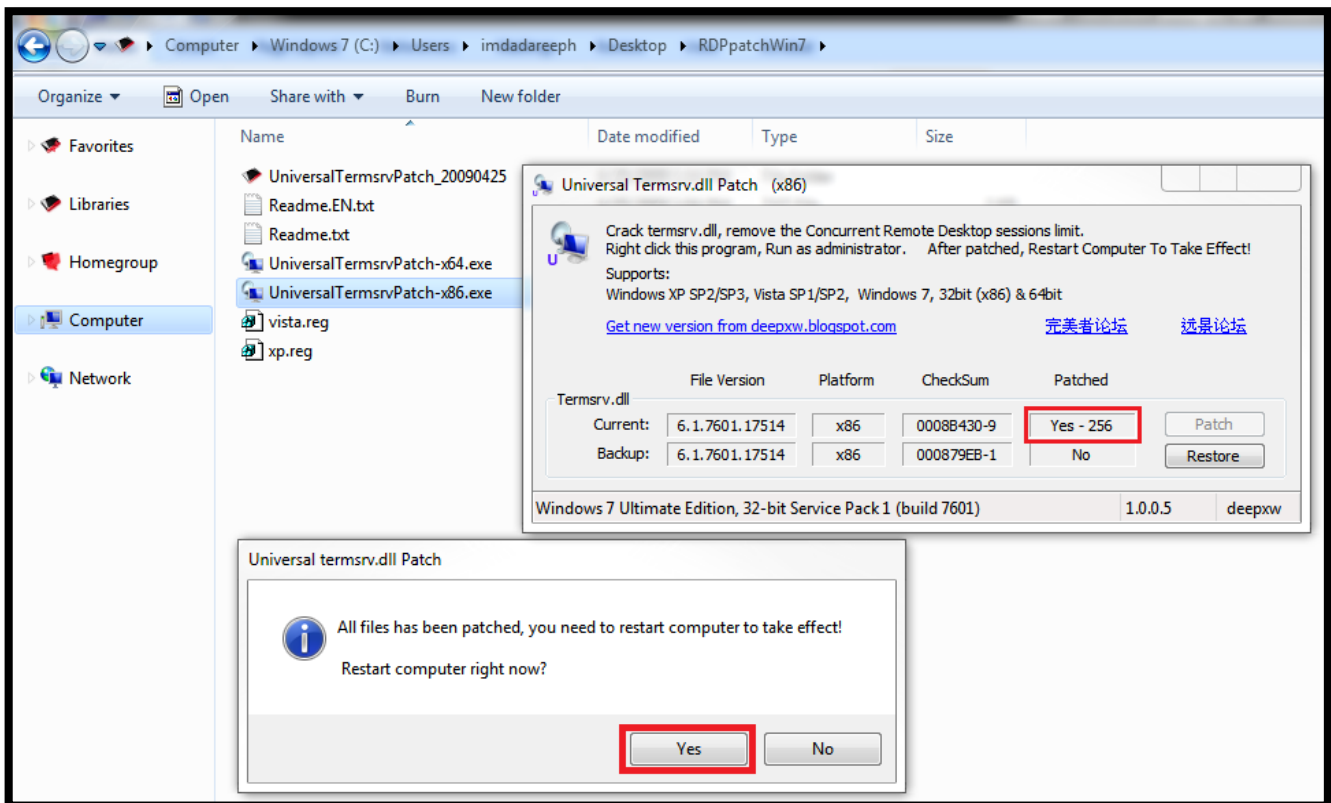 Computer Windows 7 (C:) Users imdadareeph Desktop RDPpatchWin7
Organize Open Share with Burn New folder
Name Date modified Type Size
Favorites
Libraries
Homegroup
Computer
Network
UniversalTermsrvPatch_20090425
Readme.EN.txt
Readme.txt
UniversalTermsrvPatch-x64.exe
UniversalTermsrvPatch-x86.exe
vista.reg
xp.reg
Universal Termsrv.dll Patch (x86)
U
Crack termsrv.dll, remove the Concurrent Remote Desktop sessions limit.
Right click this program, Run as administrator. After patched, Restart Computer To Take Effect!
Supports:
Windows XP SP2/SP3, Vista SP1/SP2, Windows 7, 32bit (x86) & 64bit
Get new version from deepxw.blogspot.com 完美者论坛 远景论坛
File Version Platform CheckSum Patched
Termsrv.dll
Current: 6.1.7601.17514 x86 0008B430-9 Yes - 256 Patch
Backup: 6.1.7601.17514 x86 000879EB-1 No Restore
Windows 7 Ultimate Edition, 32-bit Service Pack 1 (build 7601) 1.0.0.5 deepxw
Universal termsrv.dll Patch
All files has been patched, you need to restart computer to take effect!
Restart computer right now?
Yes No